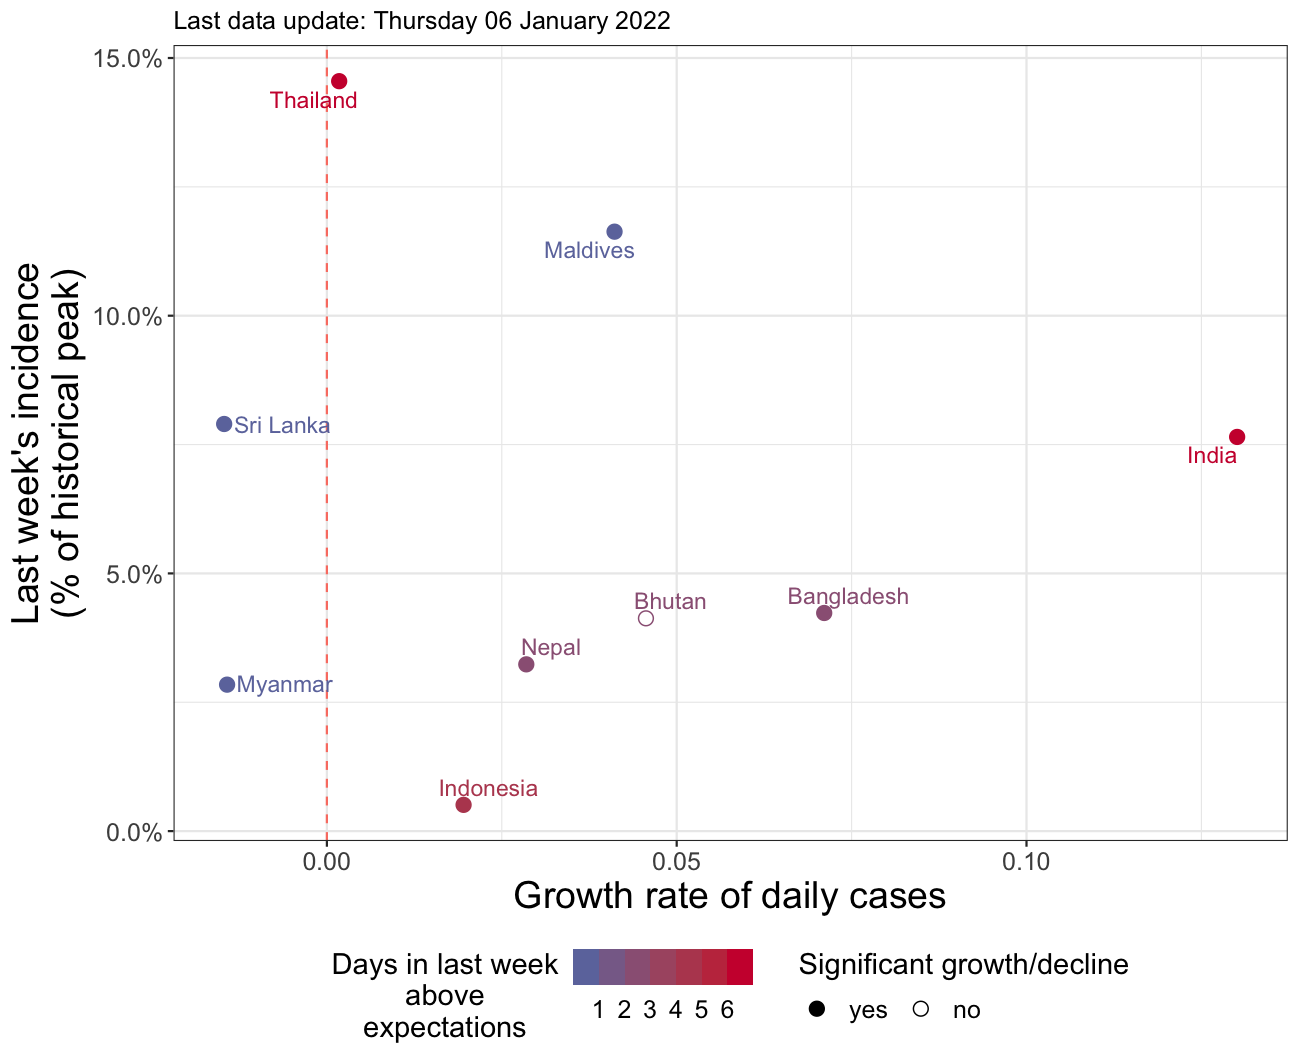 Last data update: Thursday 06 January 2022
15.0%
10.0%
5.0%
0.0%
Last week's incidence
(% of historical peak)
Thailand
Maldives
Sri Lanka
India
Bhutan
Bangladesh
Nepal
Myanmar
Indonesia
0.00
0.05
0.10
Growth rate of daily cases
Days in last week
above
expectations
1 2 3 4 5 6
Significant growth/decline
yes
no